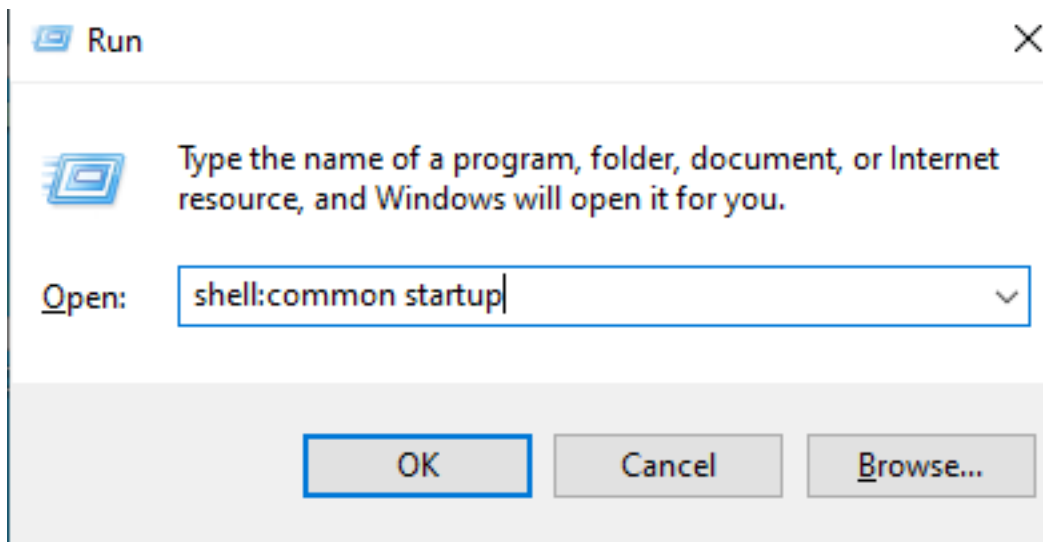 Run
Type the name of a program, folder, document, or Internet
resource, and Windows will open it for you.
Open: shell:common startup
OK Cancel Browse...